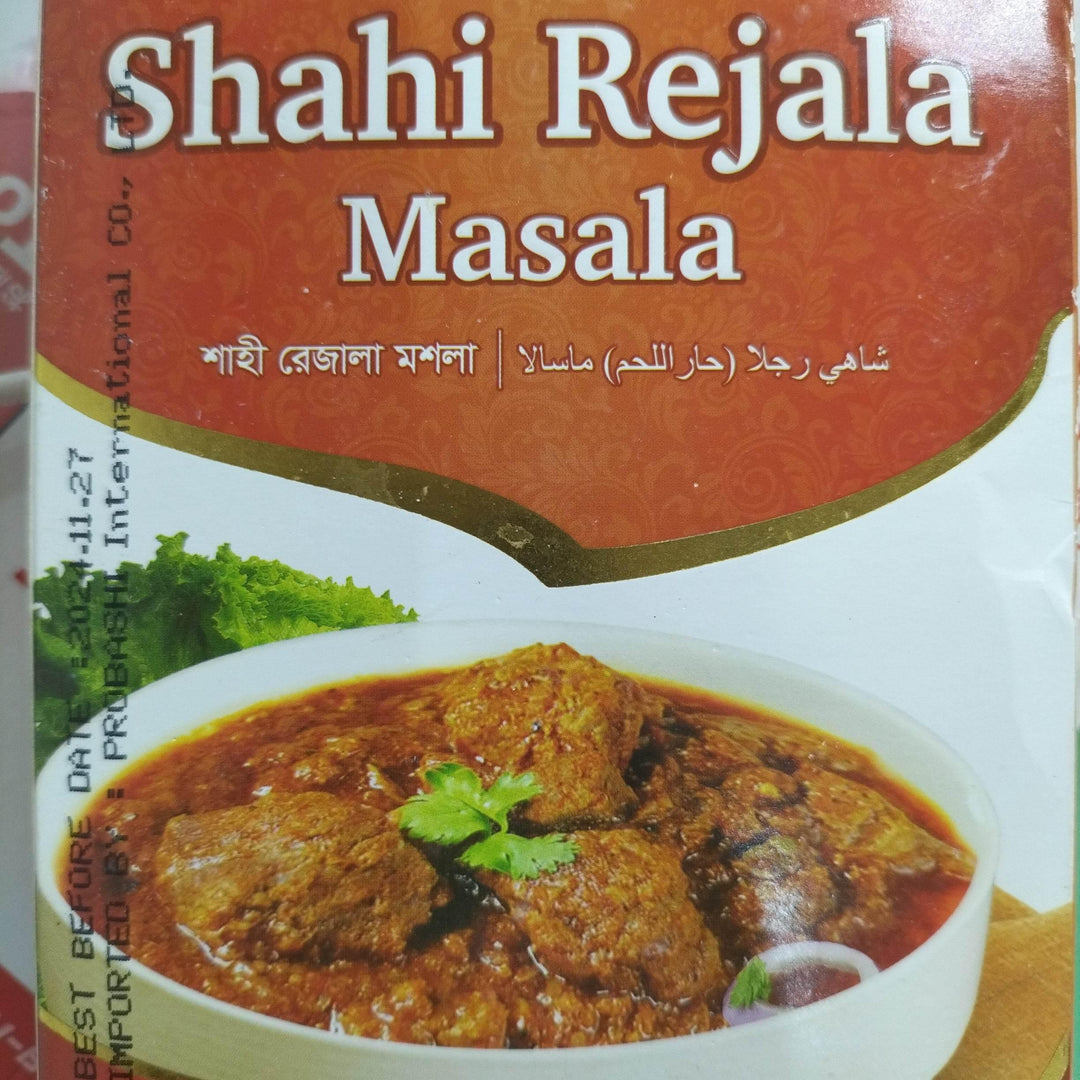 Shahi Rejala
Masala
শাহী রেজালা মশলা | شاهي رجلا (حار اللحم) ماسالا
BEST BEFORE DATE :2024.11.27
IMPORTED BY : PROBASHI International CO., LTD.